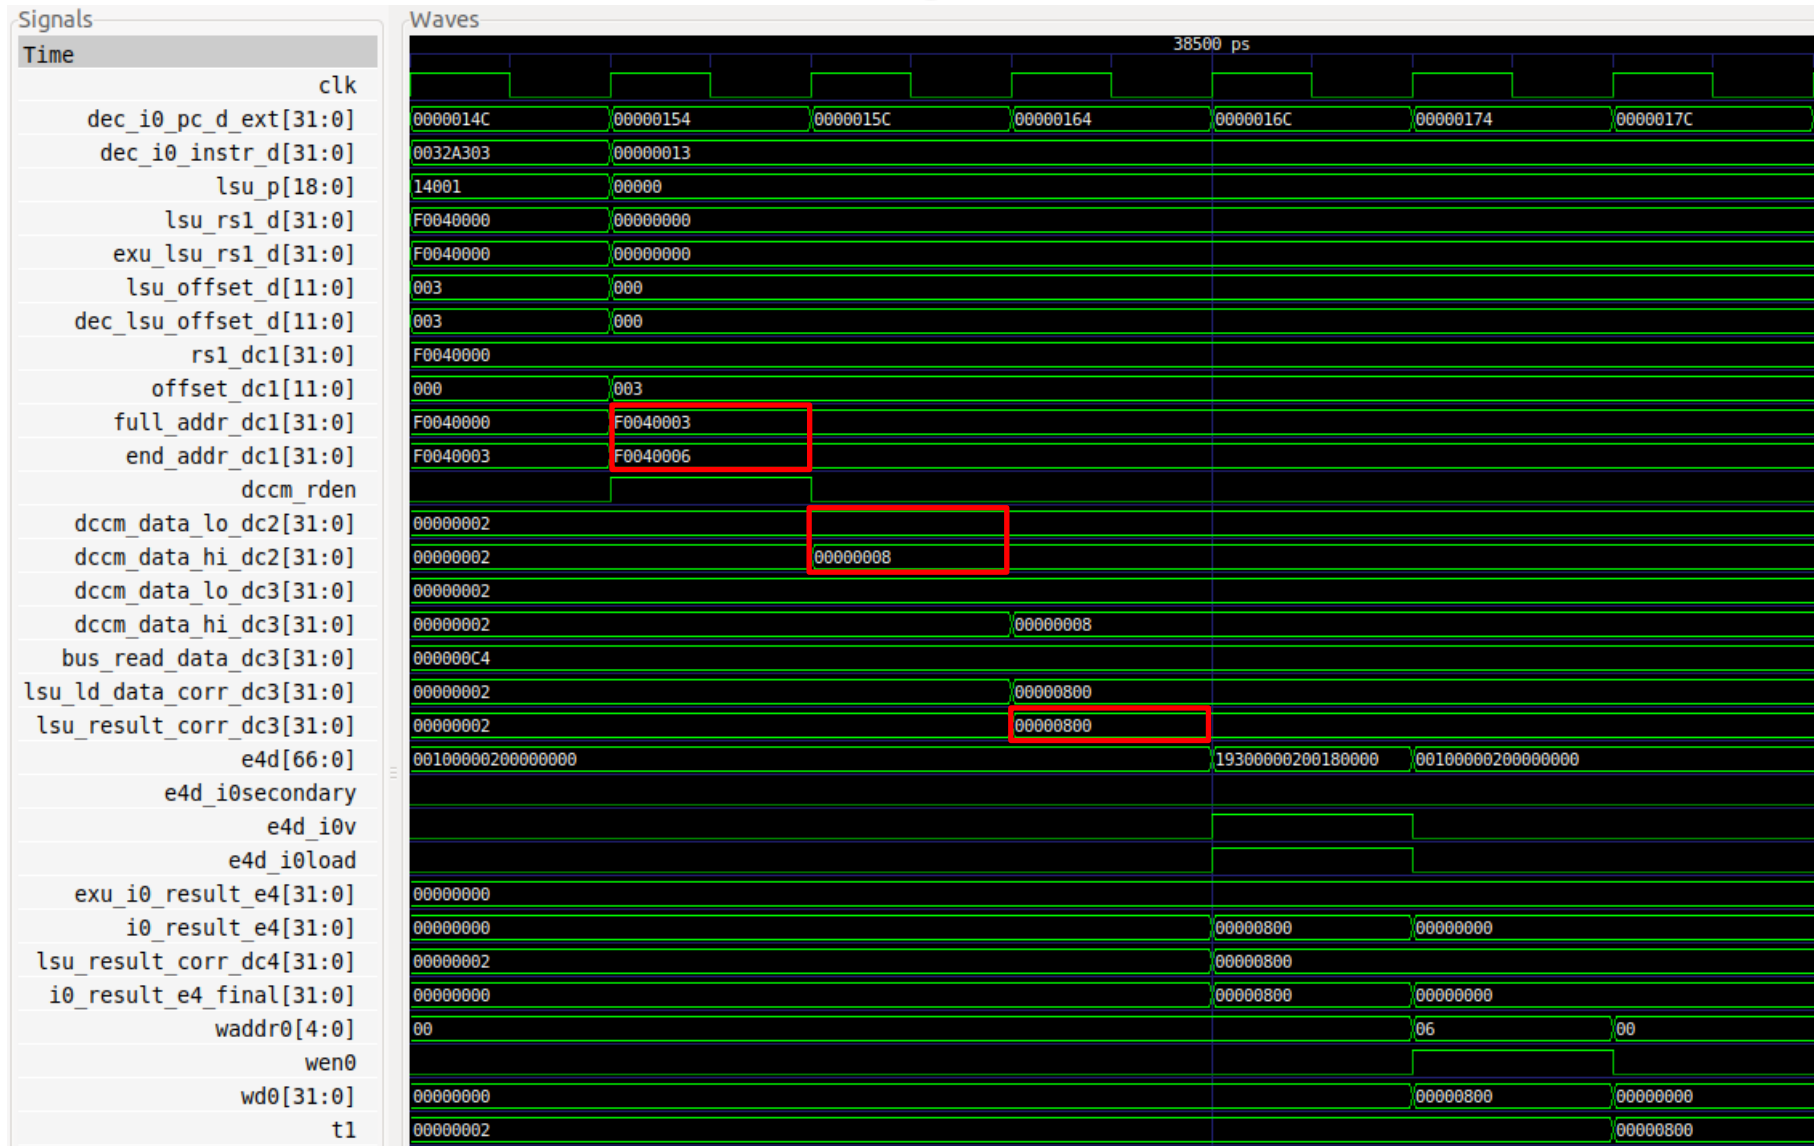 Signals Waves
Time 38500 ps
clk
dec_i0_pc_d_ext[31:0] 0000014C 00000154 0000015C 00000164 0000016C 00000174 0000017C
dec_i0_instr_d[31:0] 0032A303 00000013
lsu_p[18:0] 14001 00000
lsu_rs1_d[31:0] F0040000 00000000
exu_lsu_rs1_d[31:0] F0040000 00000000
lsu_offset_d[11:0] 003 000
dec_lsu_offset_d[11:0] 003 000
rs1_dc1[31:0] F0040000
offset_dc1[11:0] 000 003
full_addr_dc1[31:0] F0040000 F0040003
end_addr_dc1[31:0] F0040003 F0040006
dccm_rden
dccm_data_lo_dc2[31:0] 00000002
dccm_data_hi_dc2[31:0] 00000002 00000008
dccm_data_lo_dc3[31:0] 00000002
dccm_data_hi_dc3[31:0] 00000002 00000008
bus_read_data_dc3[31:0] 000000C4
lsu_ld_data_corr_dc3[31:0] 00000002 00000800
lsu_result_corr_dc3[31:0] 00000002 00000800
e4d[66:0] 00100000200000000 19300000200180000 00100000200000000
e4d_i0secondary
e4d_i0v
e4d_i0load
exu_i0_result_e4[31:0] 00000000
i0_result_e4[31:0] 00000000 00000800 00000000
lsu_result_corr_dc4[31:0] 00000002 00000800
i0_result_e4_final[31:0] 00000000 00000800 00000000
waddr0[4:0] 00 06 00
wen0
wd0[31:0] 00000000 00000800 00000000
t1 00000002 00000800